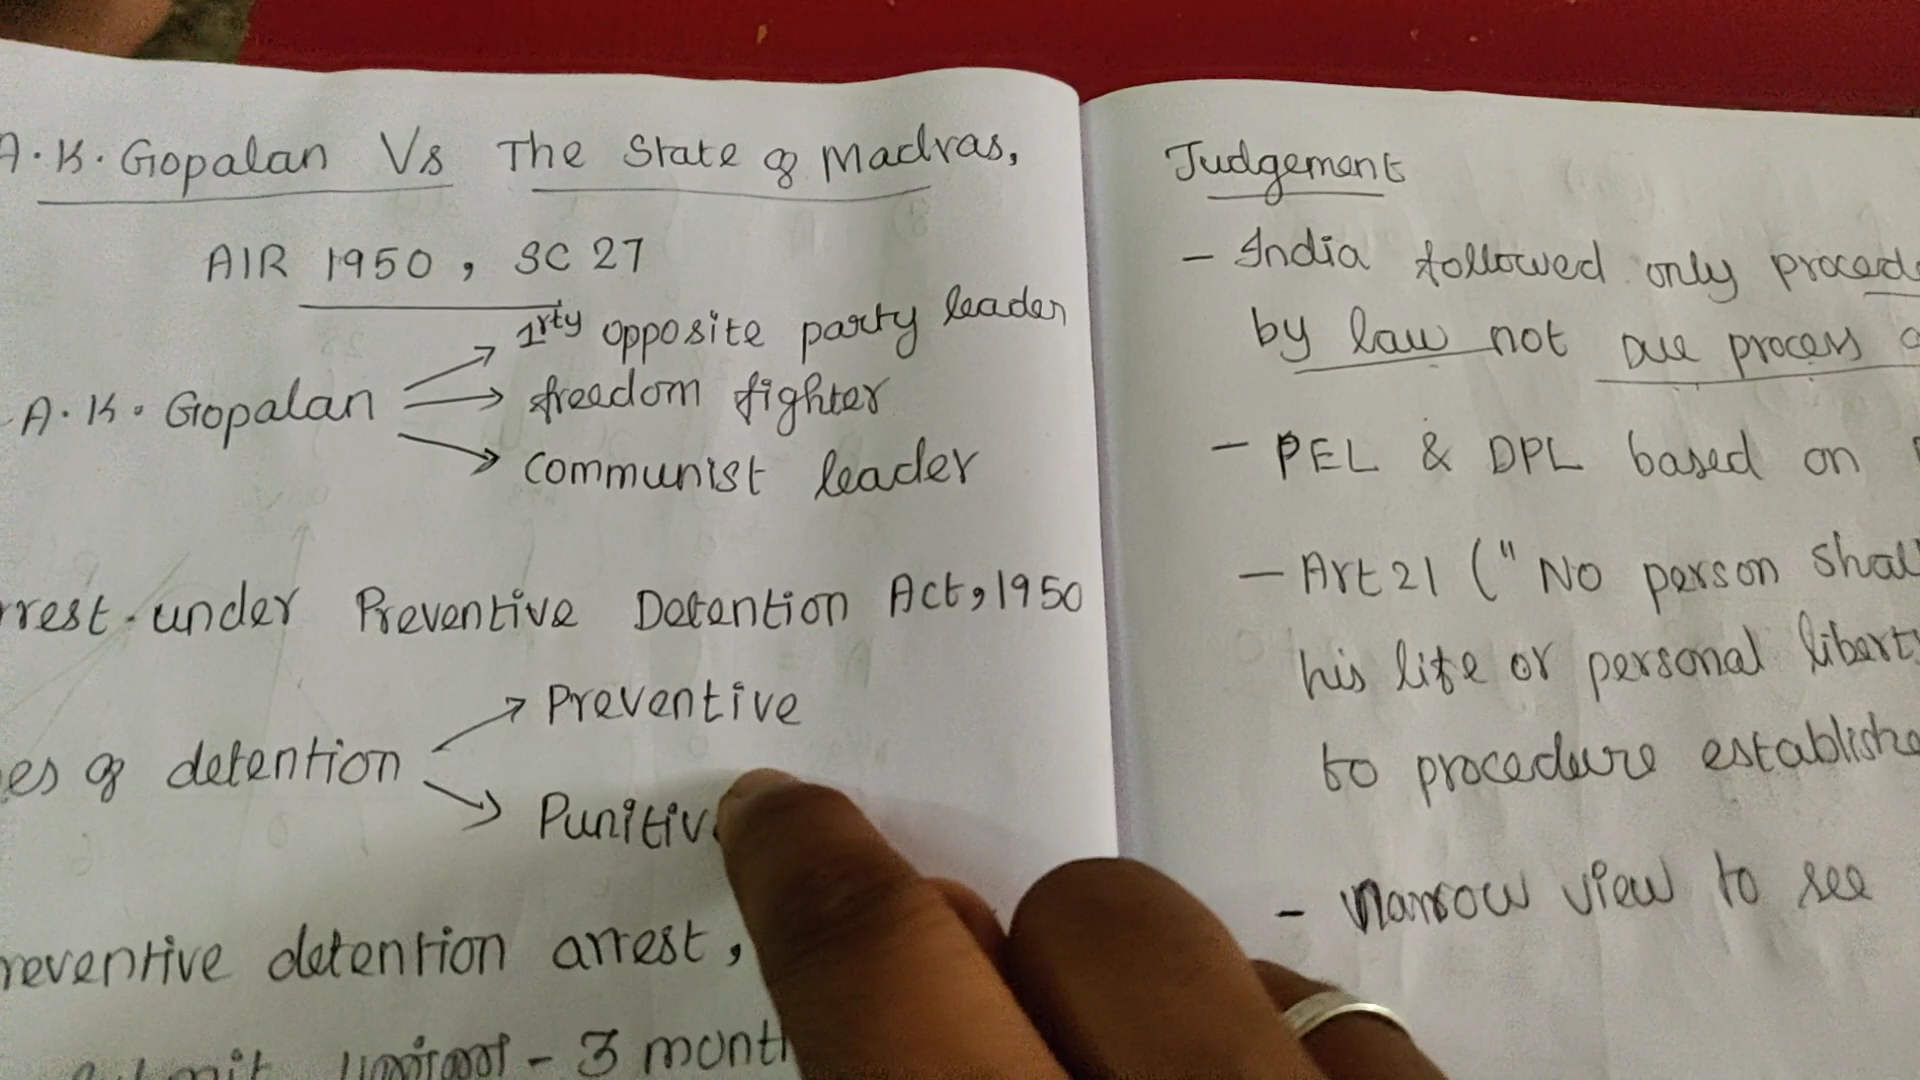 A.K. Gopalan Vs The State of Madras,
AIR 1950, SC 27
A.K. Gopalan
1rty opposite party leader
freedom fighter
Communist leader
rrest under Preventive Detention Act, 1950
es of detention
Preventive
Punitiv
reventive detention arrest,
- 3 month
Judgement
- India followed only proced
by law not Due process
- PEL & DPL based on
- Art 21 ("No person shal
his life or personal libert
to procedure establishe
- Narrow view to see